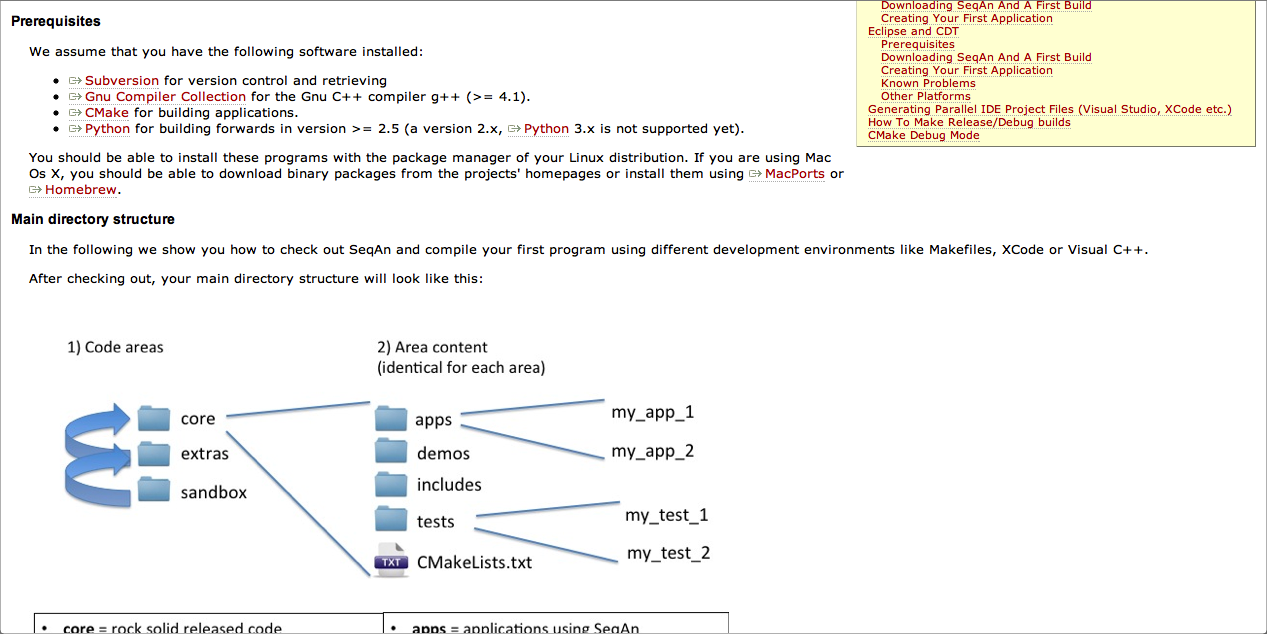 Prerequisites
We assume that you have the following software installed:
• Subversion for version control and retrieving
• Gnu Compiler Collection for the Gnu C++ compiler g++ (>= 4.1).
• CMake for building applications.
• Python for building forwards in version >= 2.5 (a version 2.x, Python 3.x is not supported yet).
You should be able to install these programs with the package manager of your Linux distribution. If you are using Mac
Os X, you should be able to download binary packages from the projects' homepages or install them using MacPorts or
Homebrew.
Downloading SeqAn And A First Build
Creating Your First Application
Eclipse and CDT
Prerequisites
Downloading SeqAn And A First Build
Creating Your First Application
Known Problems
Other Platforms
Generating Parallel IDE Project Files (Visual Studio, XCode etc.)
How To Make Release/Debug builds
CMake Debug Mode
Main directory structure
In the following we show you how to check out SeqAn and compile your first program using different development environments like Makefiles, XCode or Visual C++.
After checking out, your main directory structure will look like this:
1) Code areas
core
extras
sandbox
2) Area content
(identical for each area)
apps
demos
includes
tests
TXT CMakeLists.txt
my_app_1
my_app_2
my_test_1
my_test_2
• core = rock solid released code
• apps = applications using SeqAn